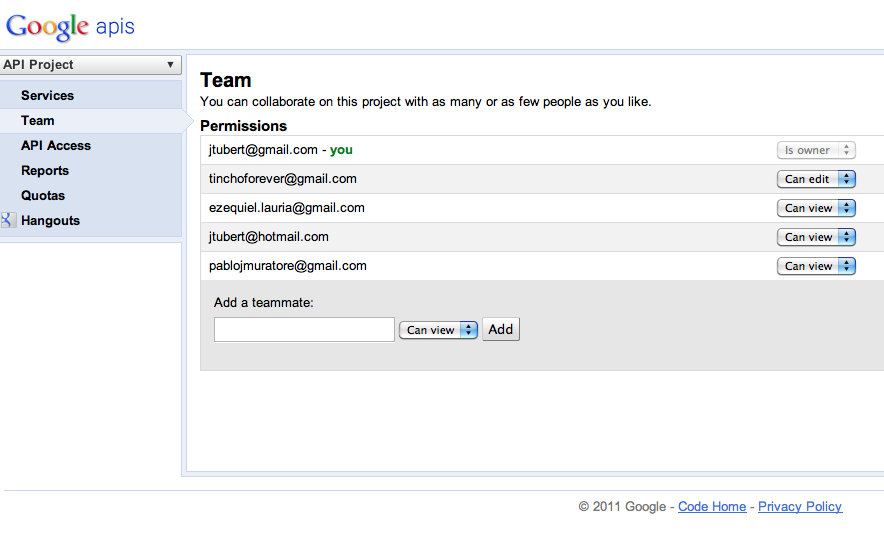 Google apis
API Project
Services
Team
API Access
Reports
Quotas
Hangouts
Team
You can collaborate on this project with as many or as few people as you like.
Permissions
jtubert@gmail.com - you Is owner
tinchoforever@gmail.com Can edit
ezequiel.lauria@gmail.com Can view
jtubert@hotmail.com Can view
pablojmuratore@gmail.com Can view
Add a teammate:
Can view Add
© 2011 Google - Code Home - Privacy Policy